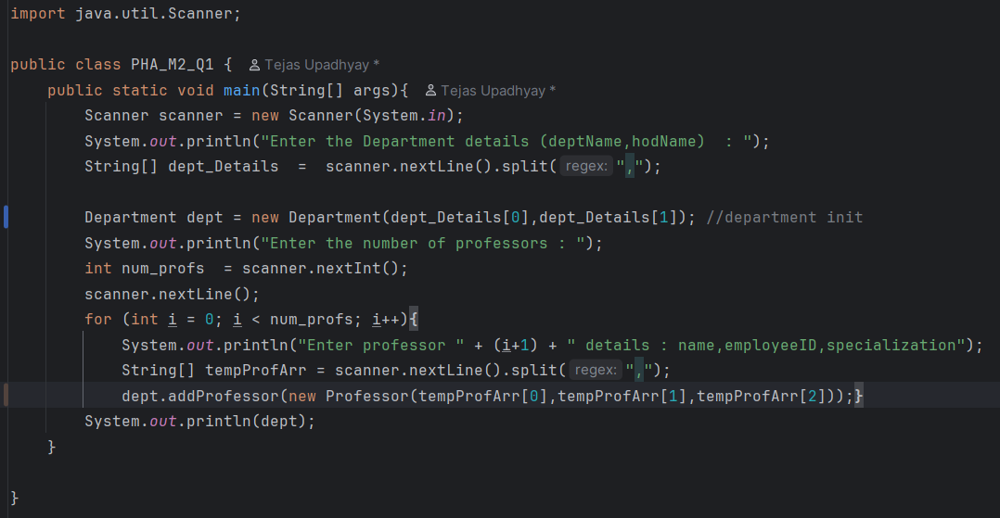 import java.util.Scanner;
public class PHA_M2_Q1 { Tejas Upadhyay *
public static void main(String[] args){ Tejas Upadhyay *
Scanner scanner = new Scanner(System.in);
System.out.println("Enter the Department details (deptName,hodName)  : ");
String[] dept_Details  =  scanner.nextLine().split( regex: ",");
Department dept = new Department(dept_Details[0],dept_Details[1]); //department init
System.out.println("Enter the number of professors : ");
int num_profs  = scanner.nextInt();
scanner.nextLine();
for (int i = 0; i < num_profs; i++){
System.out.println("Enter professor " + (i+1) + " details : name,employeeID,specialization");
String[] tempProfArr = scanner.nextLine().split( regex: ",");
dept.addProfessor(new Professor(tempProfArr[0],tempProfArr[1],tempProfArr[2]));}
System.out.println(dept);
}
}